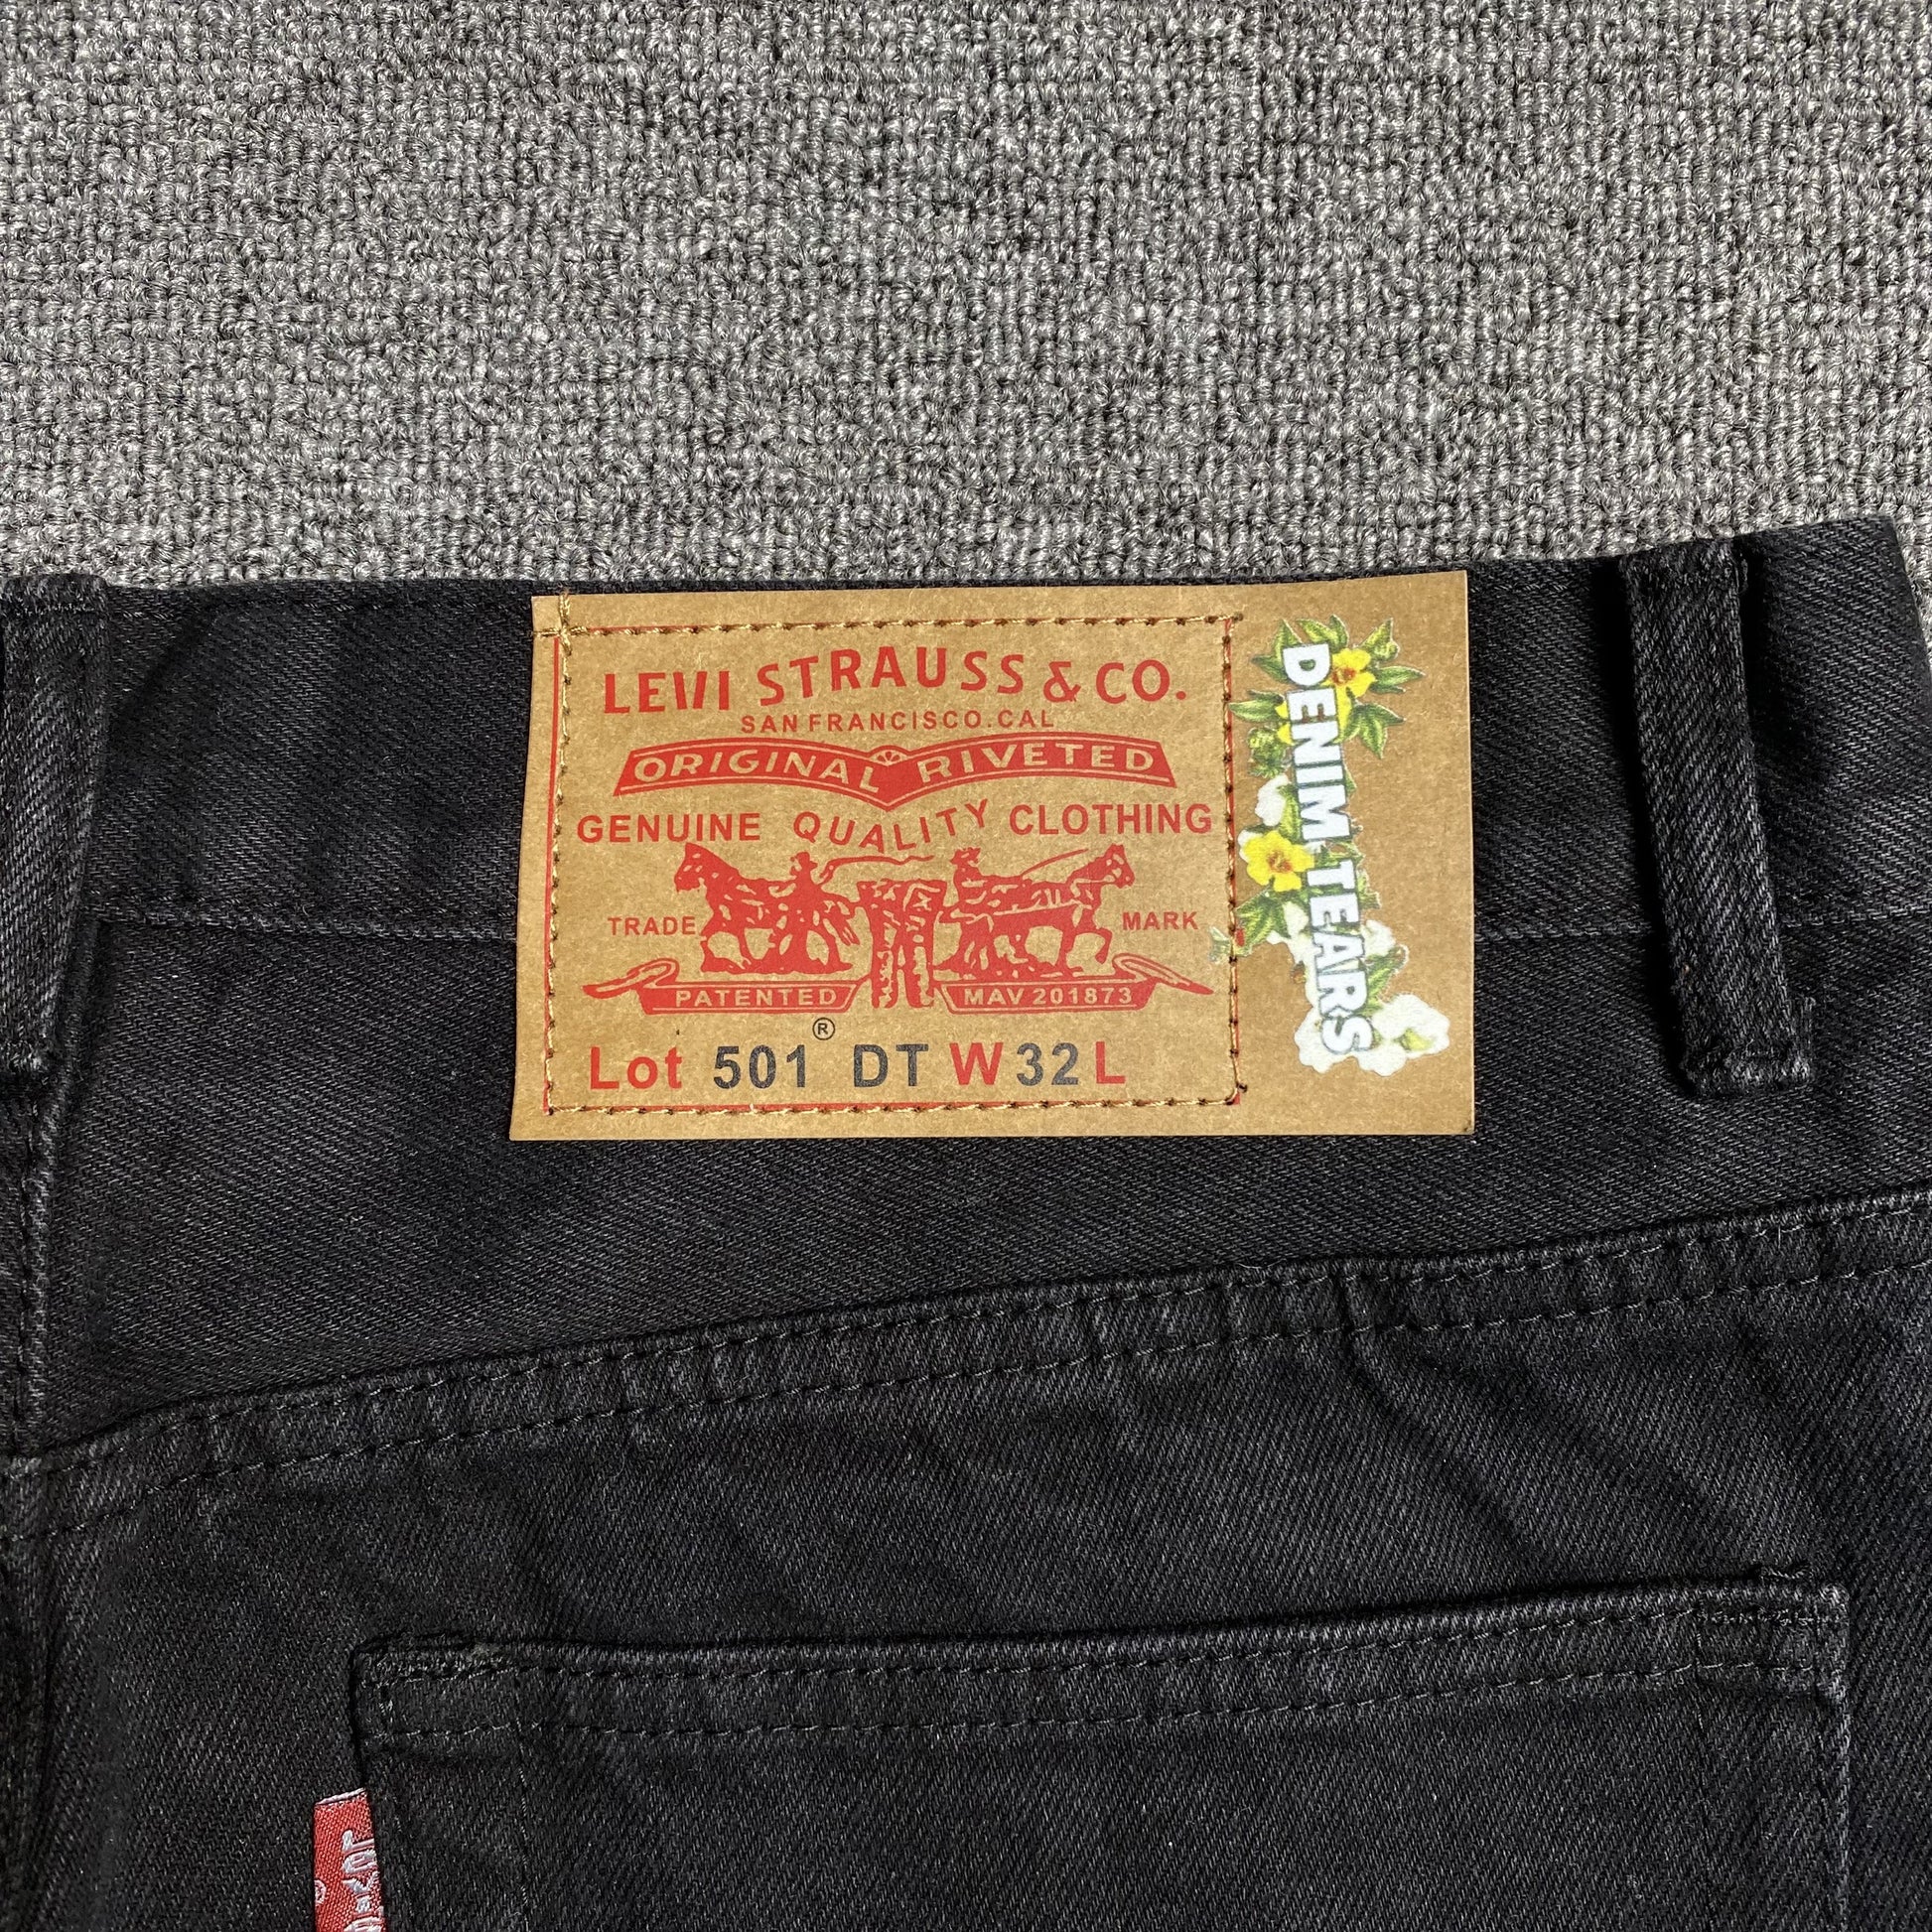 LEVI STRAUSS & CO.
SAN FRANCISCO.CAL
ORIGINAL RIVETED
GENUINE QUALITY CLOTHING
TRADE MARK
PATENTED MAV 201873
®
Lot 501 DT W 32 L
DENIM TEARS
®